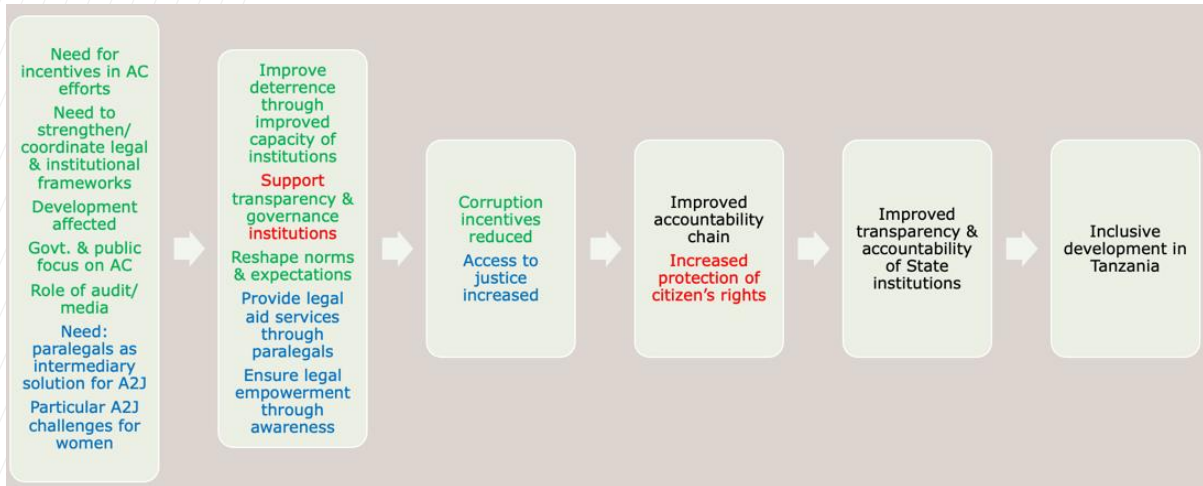 Need for
incentives in AC
efforts
Need to
strengthen/
coordinate legal
& institutional
frameworks
Development
affected
Govt. & public
focus on AC
Role of audit/
media
Need:
paralegals as
intermediary
solution for A2J
Particular A2J
challenges for
women
Improve
deterrence
through
improved
capacity of
institutions
Support
transparency &
governance
institutions
Reshape norms
& expectations
Provide legal
aid services
through
paralegals
Ensure legal
empowerment
through
awareness
Corruption
incentives
reduced
Access to
justice
increased
Improved
accountability
chain
Increased
protection of
citizen's rights
Improved
transparency &
accountability
of State
institutions
Inclusive
development in
Tanzania